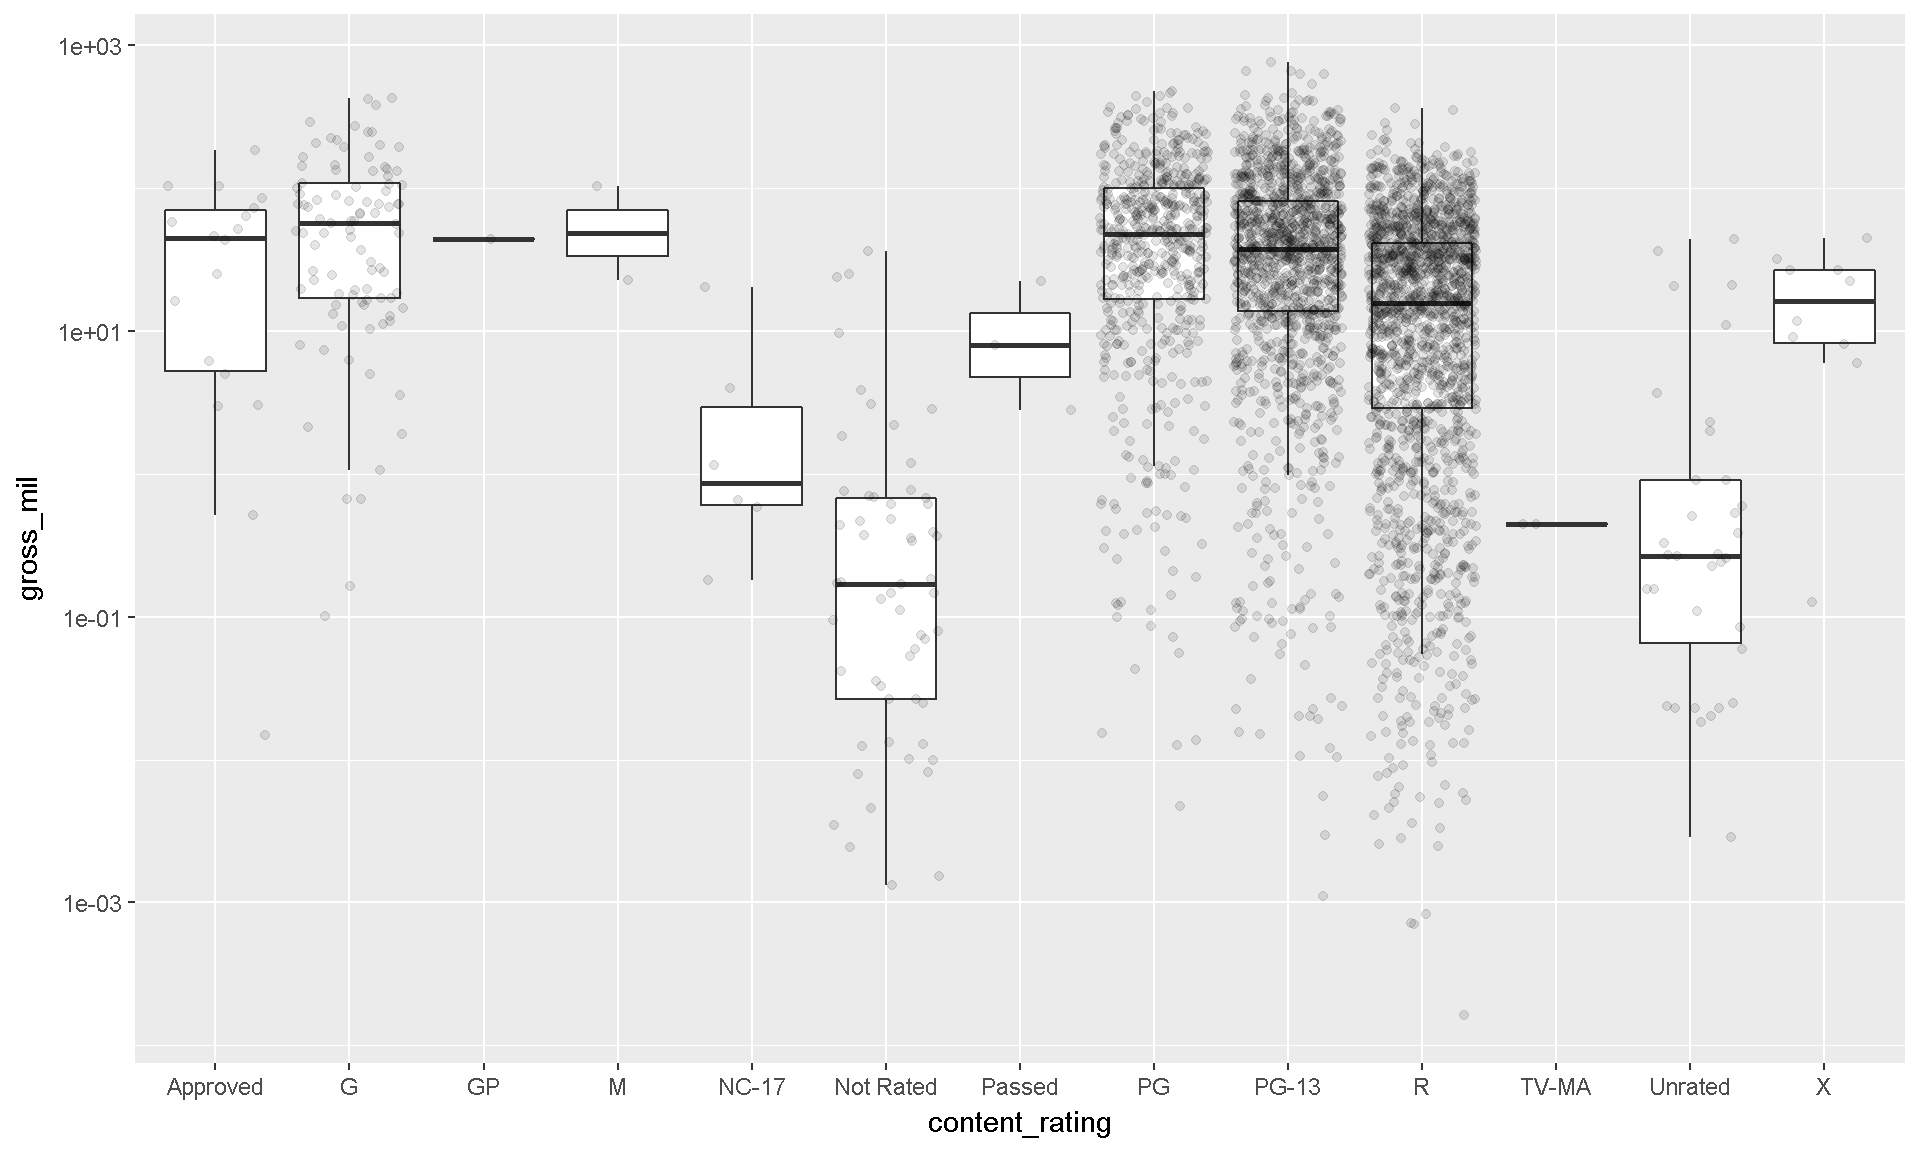 gross_mil
1e+03
1e+01
1e-01
1e-03
Approved G GP M NC-17 Not Rated Passed PG PG-13 R TV-MA Unrated X
content_rating